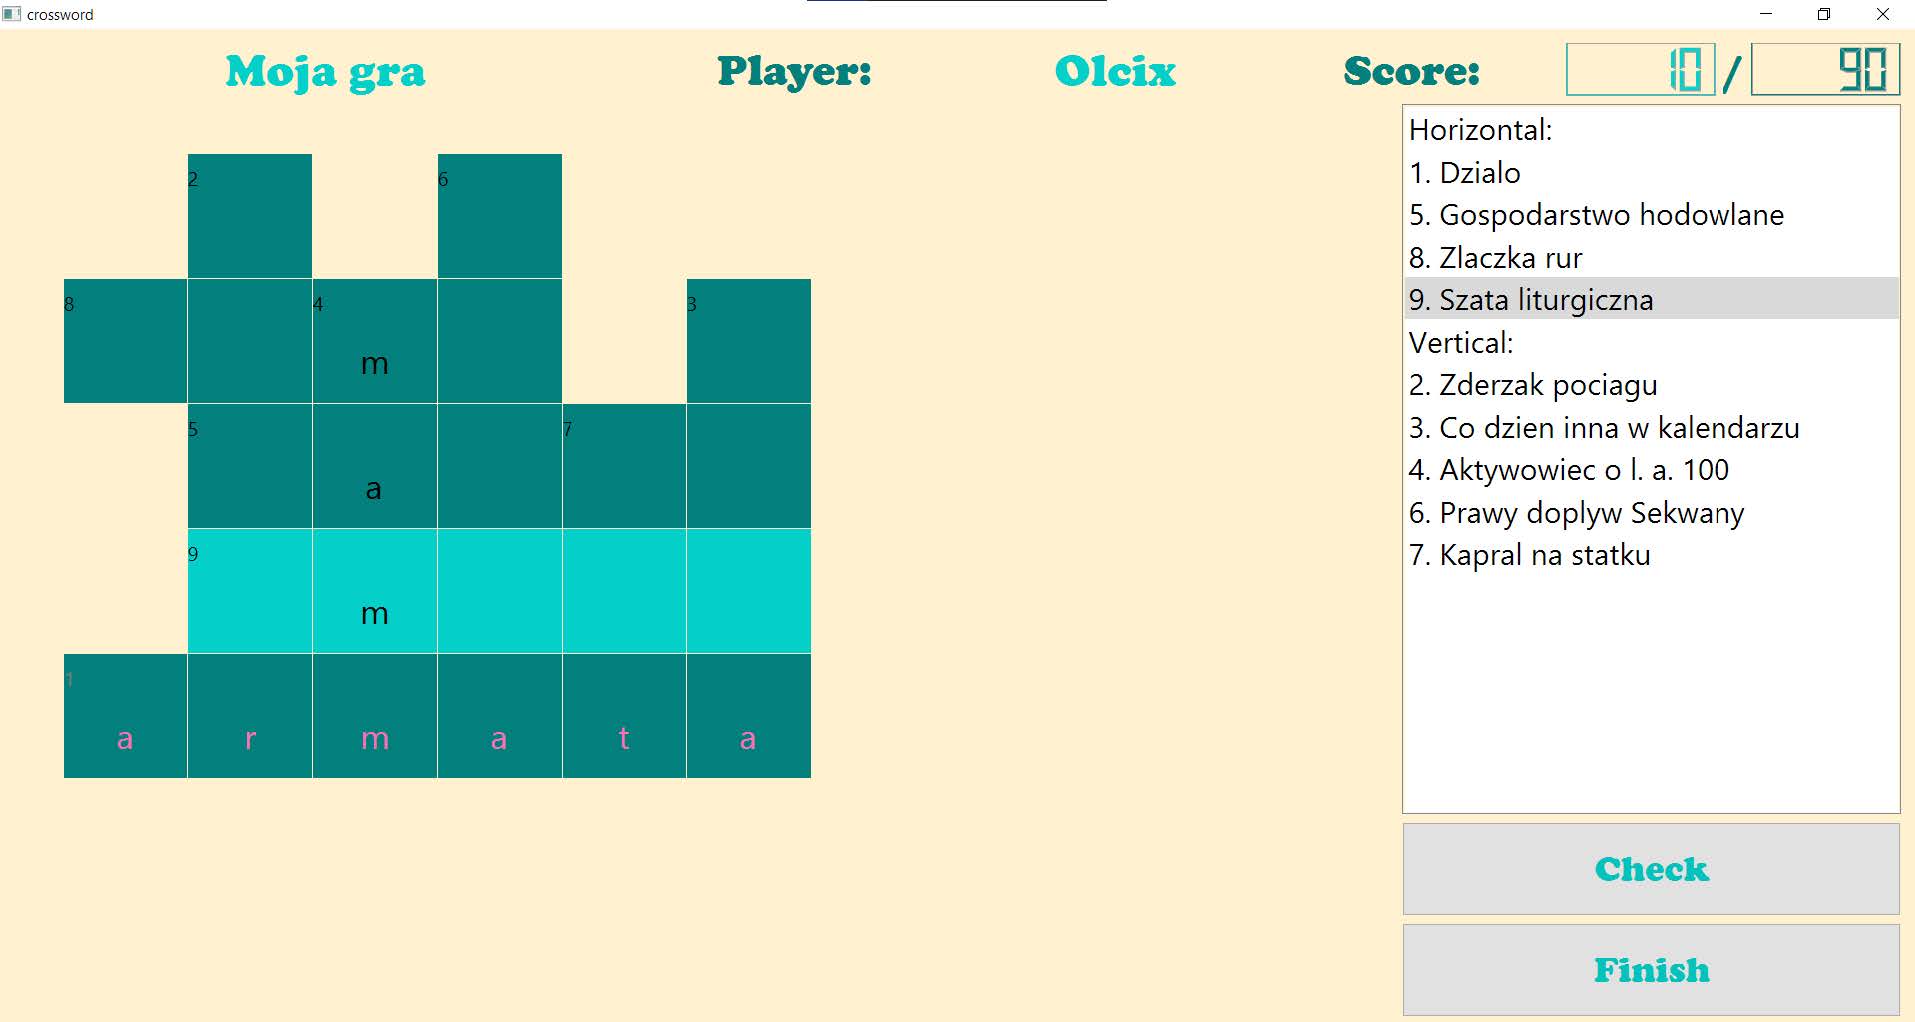 crossword
Moja gra Player: Olcix Score: 10 / 90
Horizontal:
1. Dzialo
5. Gospodarstwo hodowlane
8. Zlaczka rur
9. Szata liturgiczna
Vertical:
2. Zderzak pociagu
3. Co dzien inna w kalendarzu
4. Aktywowiec o l. a. 100
6. Prawy doplyw Sekwany
7. Kapral na statku
2 6
8 4 3
m
5 7
a
9
m
1
a r m a t a
Check
Finish